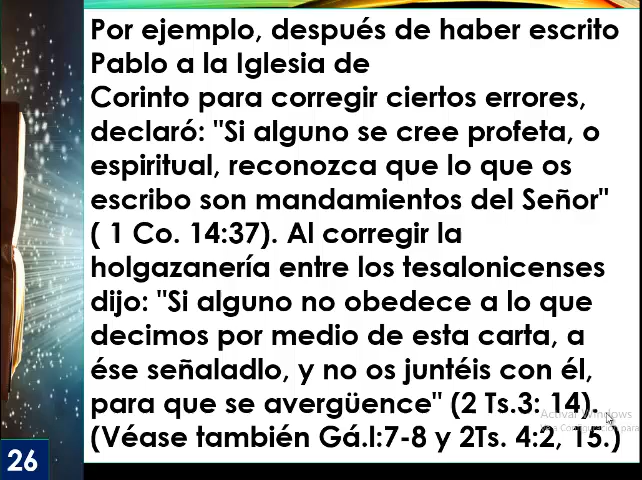 Por ejemplo, después de haber escrito
Pablo a la Iglesia de
Corinto para corregir ciertos errores,
declaró: "Si alguno se cree profeta, o
espiritual, reconozca que lo que os
escribo son mandamientos del Señor"
( 1 Co. 14:37). Al corregir la
holgazanería entre los tesalonicenses
dijo: "Si alguno no obedece a lo que
decimos por medio de esta carta, a
ése señaladlo, y no os juntéis con él,
para que se avergüence" (2 Ts.3: 14).
Activar Windows
(Véase también Gá.I:7-8 y 2Ts. 4:2, 15.)
26